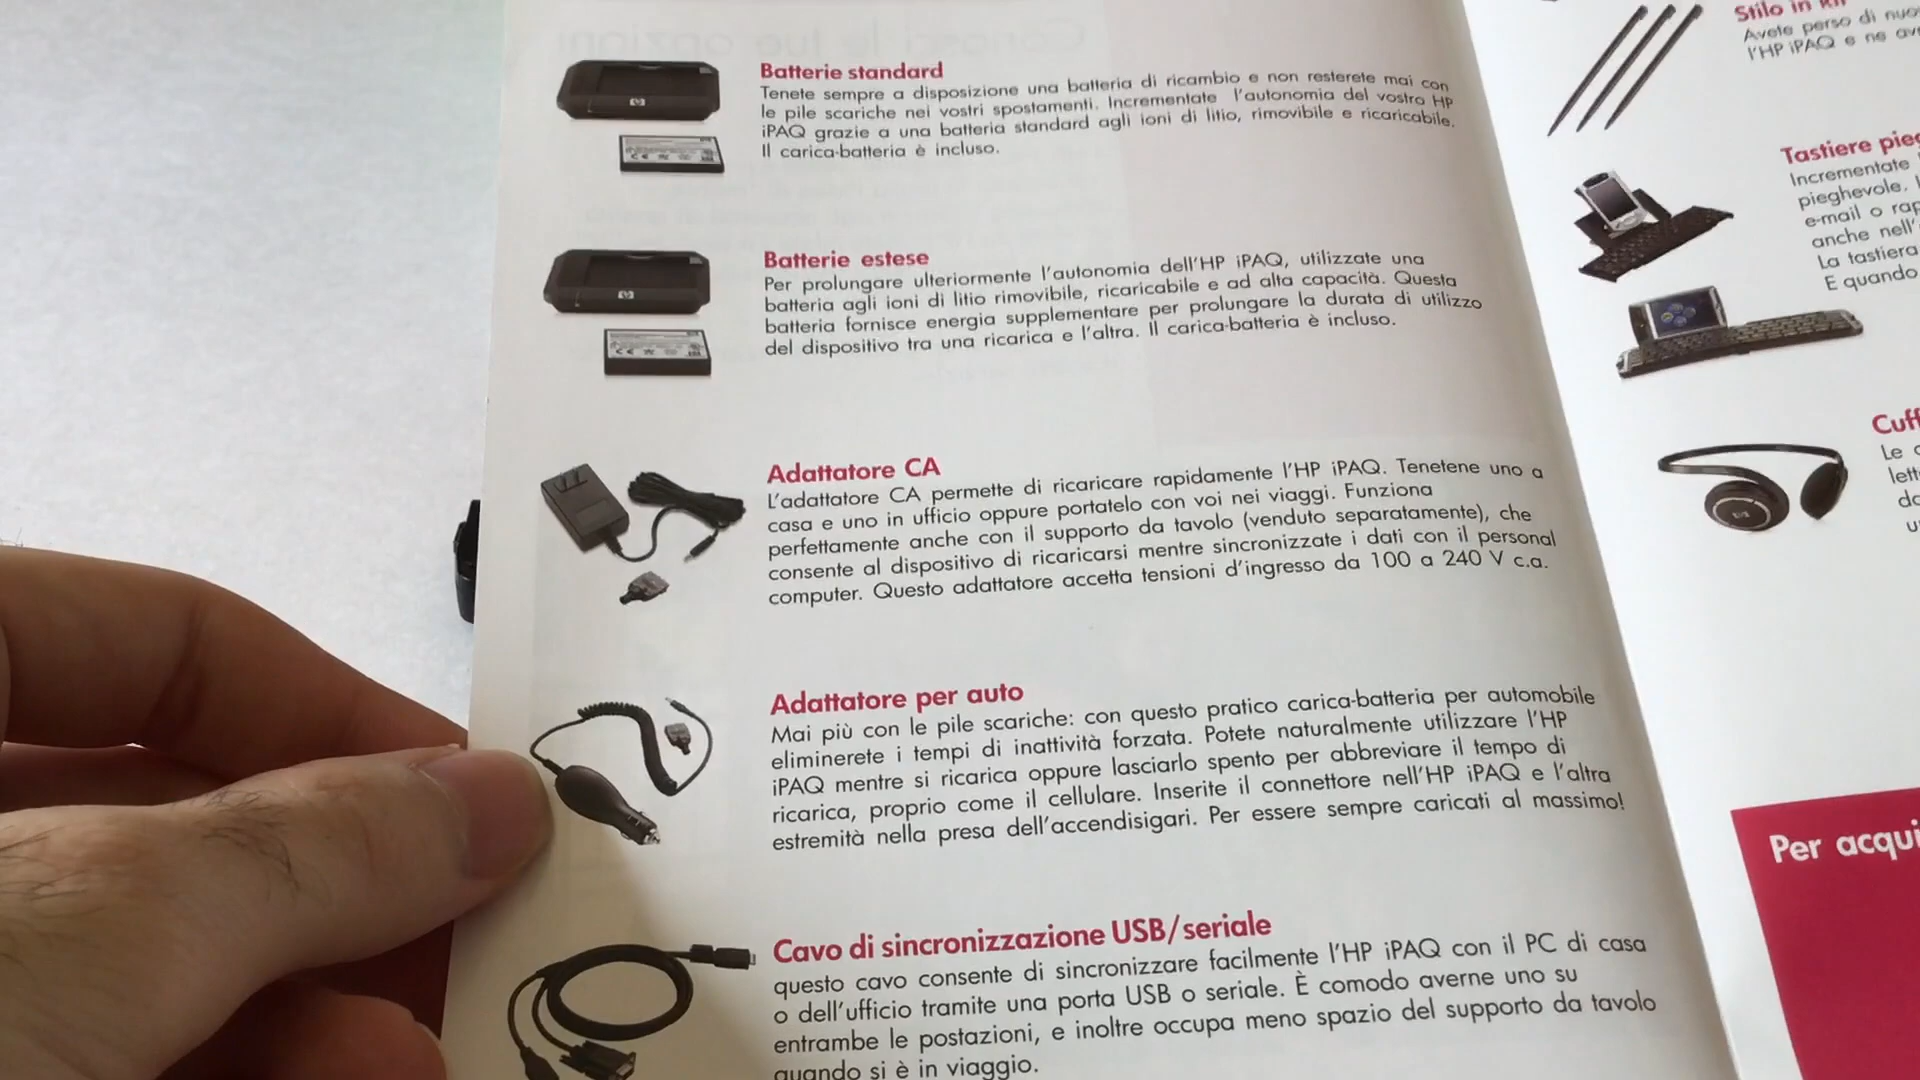 Batterie standard
Tenete sempre a disposizione una batteria di ricambio e non resterete mai con
le pile scariche nei vostri spostamenti. Incrementate l'autonomia del vostro HP
iPAQ grazie a una batteria standard agli ioni di litio, rimovibile e ricaricabile.
Il carica-batteria è incluso.
Batterie estese
Per prolungare ulteriormente l'autonomia dell'HP iPAQ, utilizzate una
batteria agli ioni di litio rimovibile, ricaricabile e ad alta capacità. Questa
batteria fornisce energia supplementare per prolungare la durata di utilizzo
del dispositivo tra una ricarica e l'altra. Il carica-batteria è incluso.
Adattatore CA
L'adattatore CA permette di ricaricare rapidamente l'HP iPAQ. Tenetene uno a
casa e uno in ufficio oppure portatelo con voi nei viaggi. Funziona
perfettamente anche con il supporto da tavolo (venduto separatamente), che
consente al dispositivo di ricaricarsi mentre sincronizzate i dati con il personal
computer. Questo adattatore accetta tensioni d'ingresso da 100 a 240 V c.a.
Adattatore per auto
Mai più con le pile scariche: con questo pratico carica-batteria per automobile
eliminerete i tempi di inattività forzata. Potete naturalmente utilizzare l'HP
iPAQ mentre si ricarica oppure lasciarlo spento per abbreviare il tempo di
ricarica, proprio come il cellulare. Inserite il connettore nell'HP iPAQ e l'altra
estremità nella presa dell'accendisigari. Per essere sempre caricati al massimo!
Cavo di sincronizzazione USB/seriale
questo cavo consente di sincronizzare facilmente l'HP iPAQ con il PC di casa
o dell'ufficio tramite una porta USB o seriale. È comodo averne uno su
entrambe le postazioni, e inoltre occupa meno spazio del supporto da tavolo
quando si è in viaggio.
Stilo in kit
Avete perso di nuo
l'HP iPAQ e ne av
Tastiere pieg
Incrementate
pieghevole.
e-mail o rap
anche nell'
La tastiera
E quando
Cuff
Le
lett
Per acqui